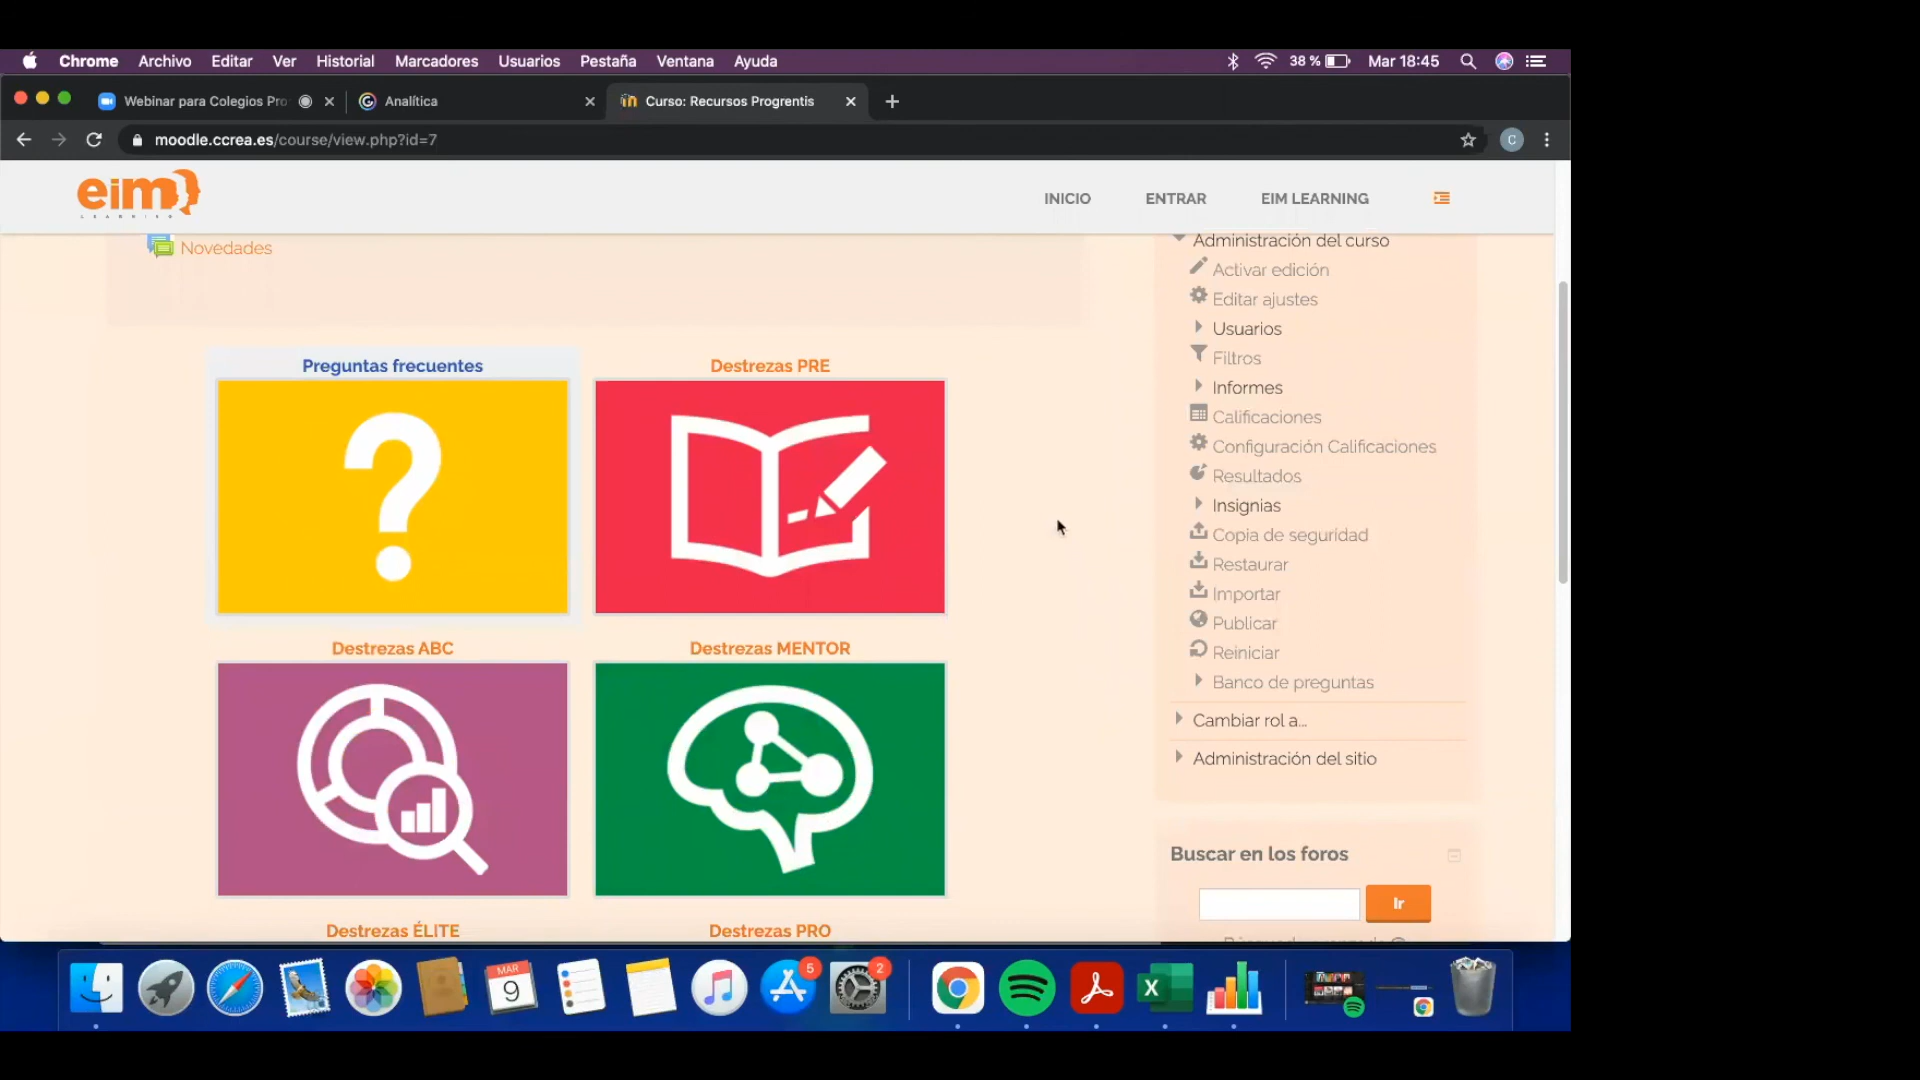 Chrome Archivo Editar Ver Historial Marcadores Usuarios Pestaña Ventana Ayuda 38 % Mar 18:45
Webinar para Colegios Pro Analítica Curso: Recursos Progrentis
moodle.ccrea.es/course/view.php?id=7 C
eim
LEARNING
INICIO ENTRAR EIM LEARNING
Novedades
Preguntas frecuentes
Destrezas PRE
Destrezas ABC
Destrezas MENTOR
Destrezas ÉLITE
Destrezas PRO
Administración del curso
Activar edición
Editar ajustes
Usuarios
Filtros
Informes
Calificaciones
Configuración Calificaciones
Resultados
Insignias
Copia de seguridad
Restaurar
Importar
Publicar
Reiniciar
Banco de preguntas
Cambiar rol a...
Administración del sitio
Buscar en los foros
Ir
MAR
9
5
2
X